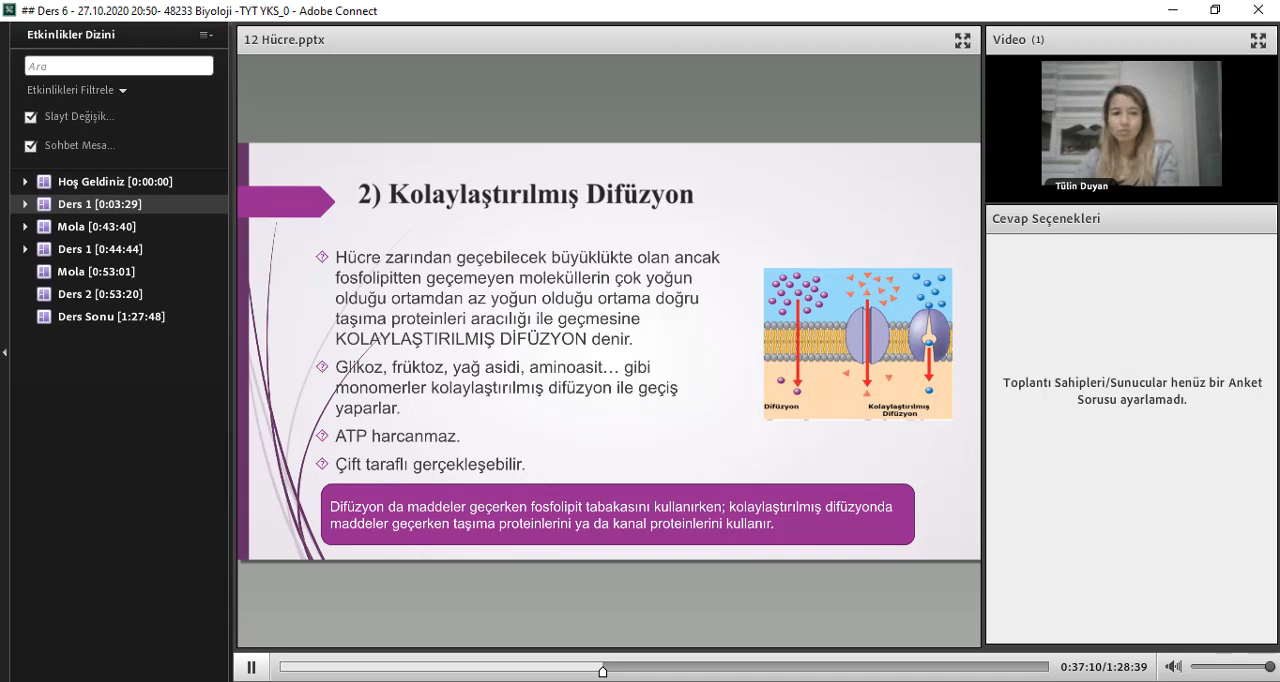 ## Ders 6 - 27.10.2020 20:50- 48233 Biyoloji -TYT YKS_0 - Adobe Connect
Etkinlikler Dizini
Ara
Etkinlikleri Filtrele
Slayt Değişik...
Sohbet Mesa...
Hoş Geldiniz [0:00:00]
Ders 1 [0:03:29]
Mola [0:43:40]
Ders 1 [0:44:44]
Mola [0:53:01]
Ders 2 [0:53:20]
Ders Sonu [1:27:48]
12 Hücre.pptx
2) Kolaylaştırılmış Difüzyon
Hücre zarından geçebilecek büyüklükte olan ancak
fosfolipitten geçemeyen moleküllerin çok yoğun
olduğu ortamdan az yoğun olduğu ortama doğru
taşıma proteinleri aracılığı ile geçmesine
KOLAYLAŞTIRILMIŞ DİFÜZYON denir.
Glikoz, früktoz, yağ asidi, aminoasit… gibi
monomerler kolaylaştırılmış difüzyon ile geçiş
yaparlar.
ATP harcanmaz.
Çift taraflı gerçekleşebilir.
Difüzyon
Kolaylaştırılmış
Difüzyon
Difüzyon da maddeler geçerken fosfolipit tabakasını kullanırken; kolaylaştırılmış difüzyonda
maddeler geçerken taşıma proteinlerini ya da kanal proteinlerini kullanır.
0:37:10/1:28:39
Video (1)
Tülin Duyan
Cevap Seçenekleri
Toplantı Sahipleri/Sunucular henüz bir Anket
Sorusu ayarlamadı.